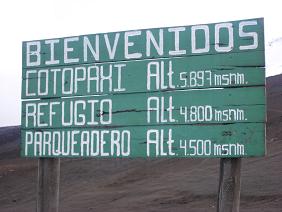 BIENVENIDOS
COTOPAXI Alt. 5.897 msnm.
REFUGIO Alt. 4.800 msnm.
PARQUEADERO Alt. 4.500 msnm